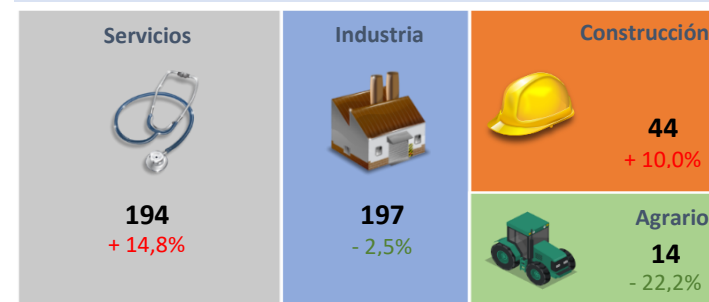 Servicios
194
+ 14,8%
Industria
197
- 2,5%
Construcción
44
+ 10,0%
Agrario
14
- 22,2%